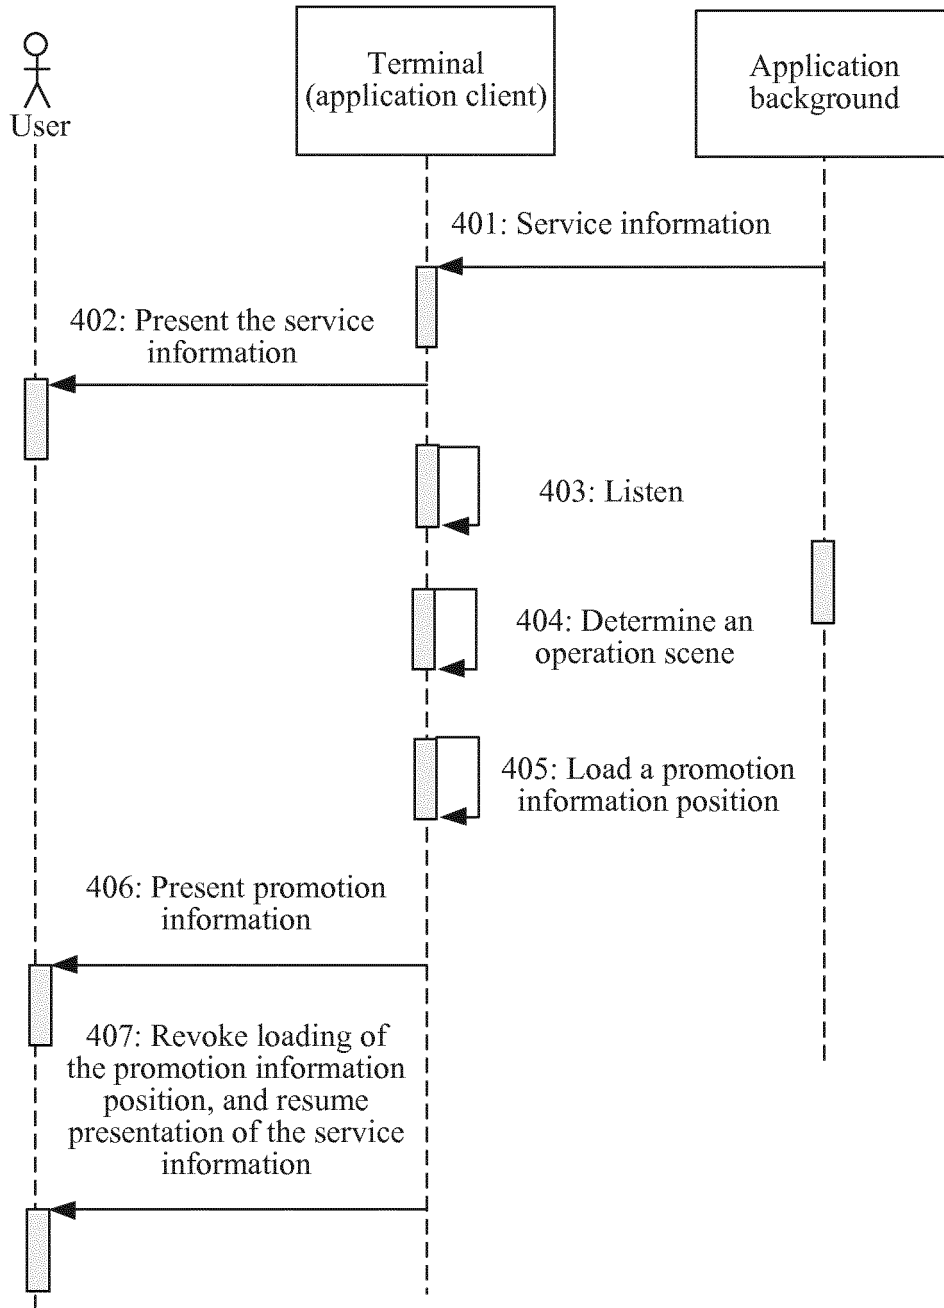 User
Terminal
(application client)
Application
background
401: Service information
402: Present the service
information
403: Listen
404: Determine an
operation scene
405: Load a promotion
information position
406: Present promotion
information
407: Revoke loading of
the promotion information
position, and resume
presentation of the service
information